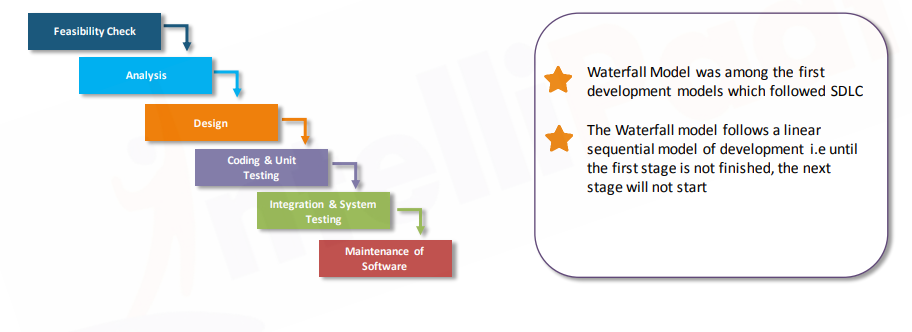 Feasibility Check
Analysis
Design
Coding & Unit
Testing
Integration & System
Testing
Maintenance of
Software
Waterfall Model was among the first
development models which followed SDLC
The Waterfall model follows a linear
sequential model of development i.e until
the first stage is not finished, the next
stage will not start